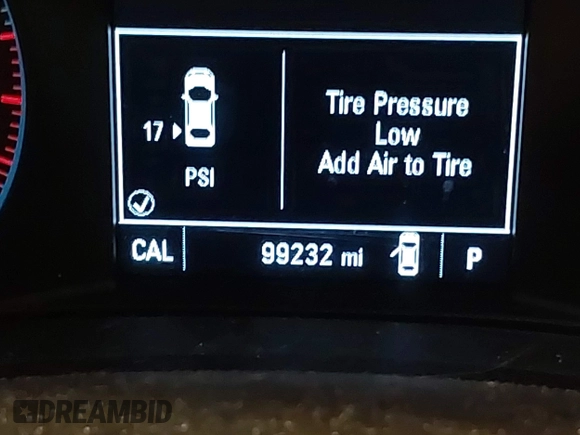 17
PSI
Tire Pressure
Low
Add Air to Tire
CAL
99232 mi
P
DREAMBID